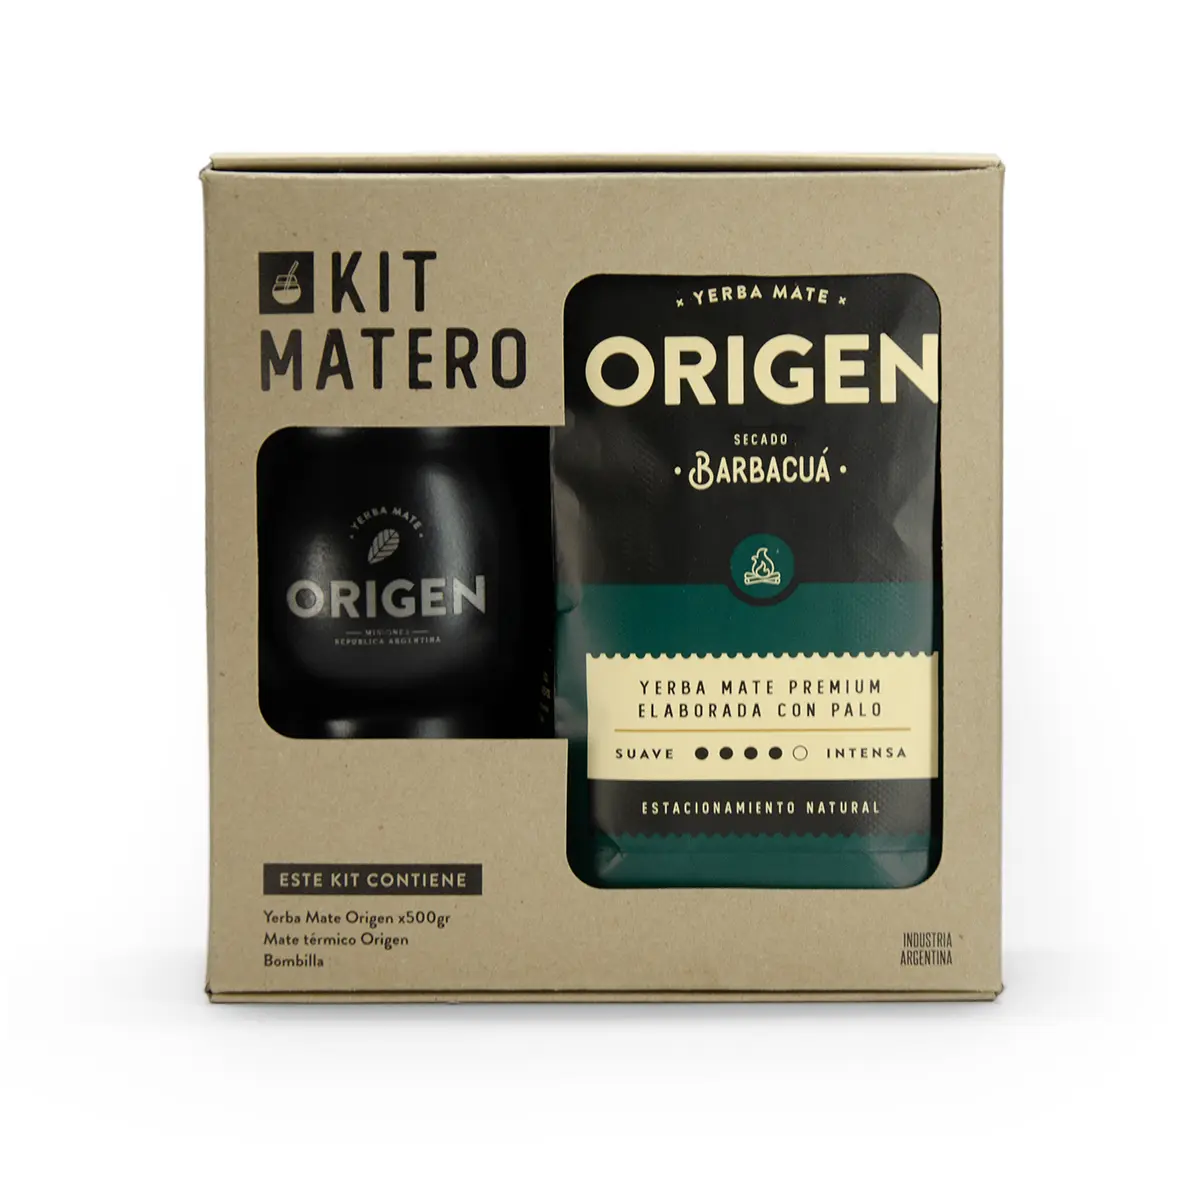 KIT
MATERO
× YERBA MATE ×
ORIGEN
SECADO
• BARBACUÁ •
• YERBA MATE •
ORIGEN
MISIONES
REPÚBLICA ARGENTINA
YERBA MATE PREMIUM
ELABORADA CON PALO
SUAVE ●●●●○ INTENSA
ESTACIONAMIENTO NATURAL
ESTE KIT CONTIENE
Yerba Mate Origen x500gr
Mate térmico Origen
Bombilla
INDUSTRIA
ARGENTINA